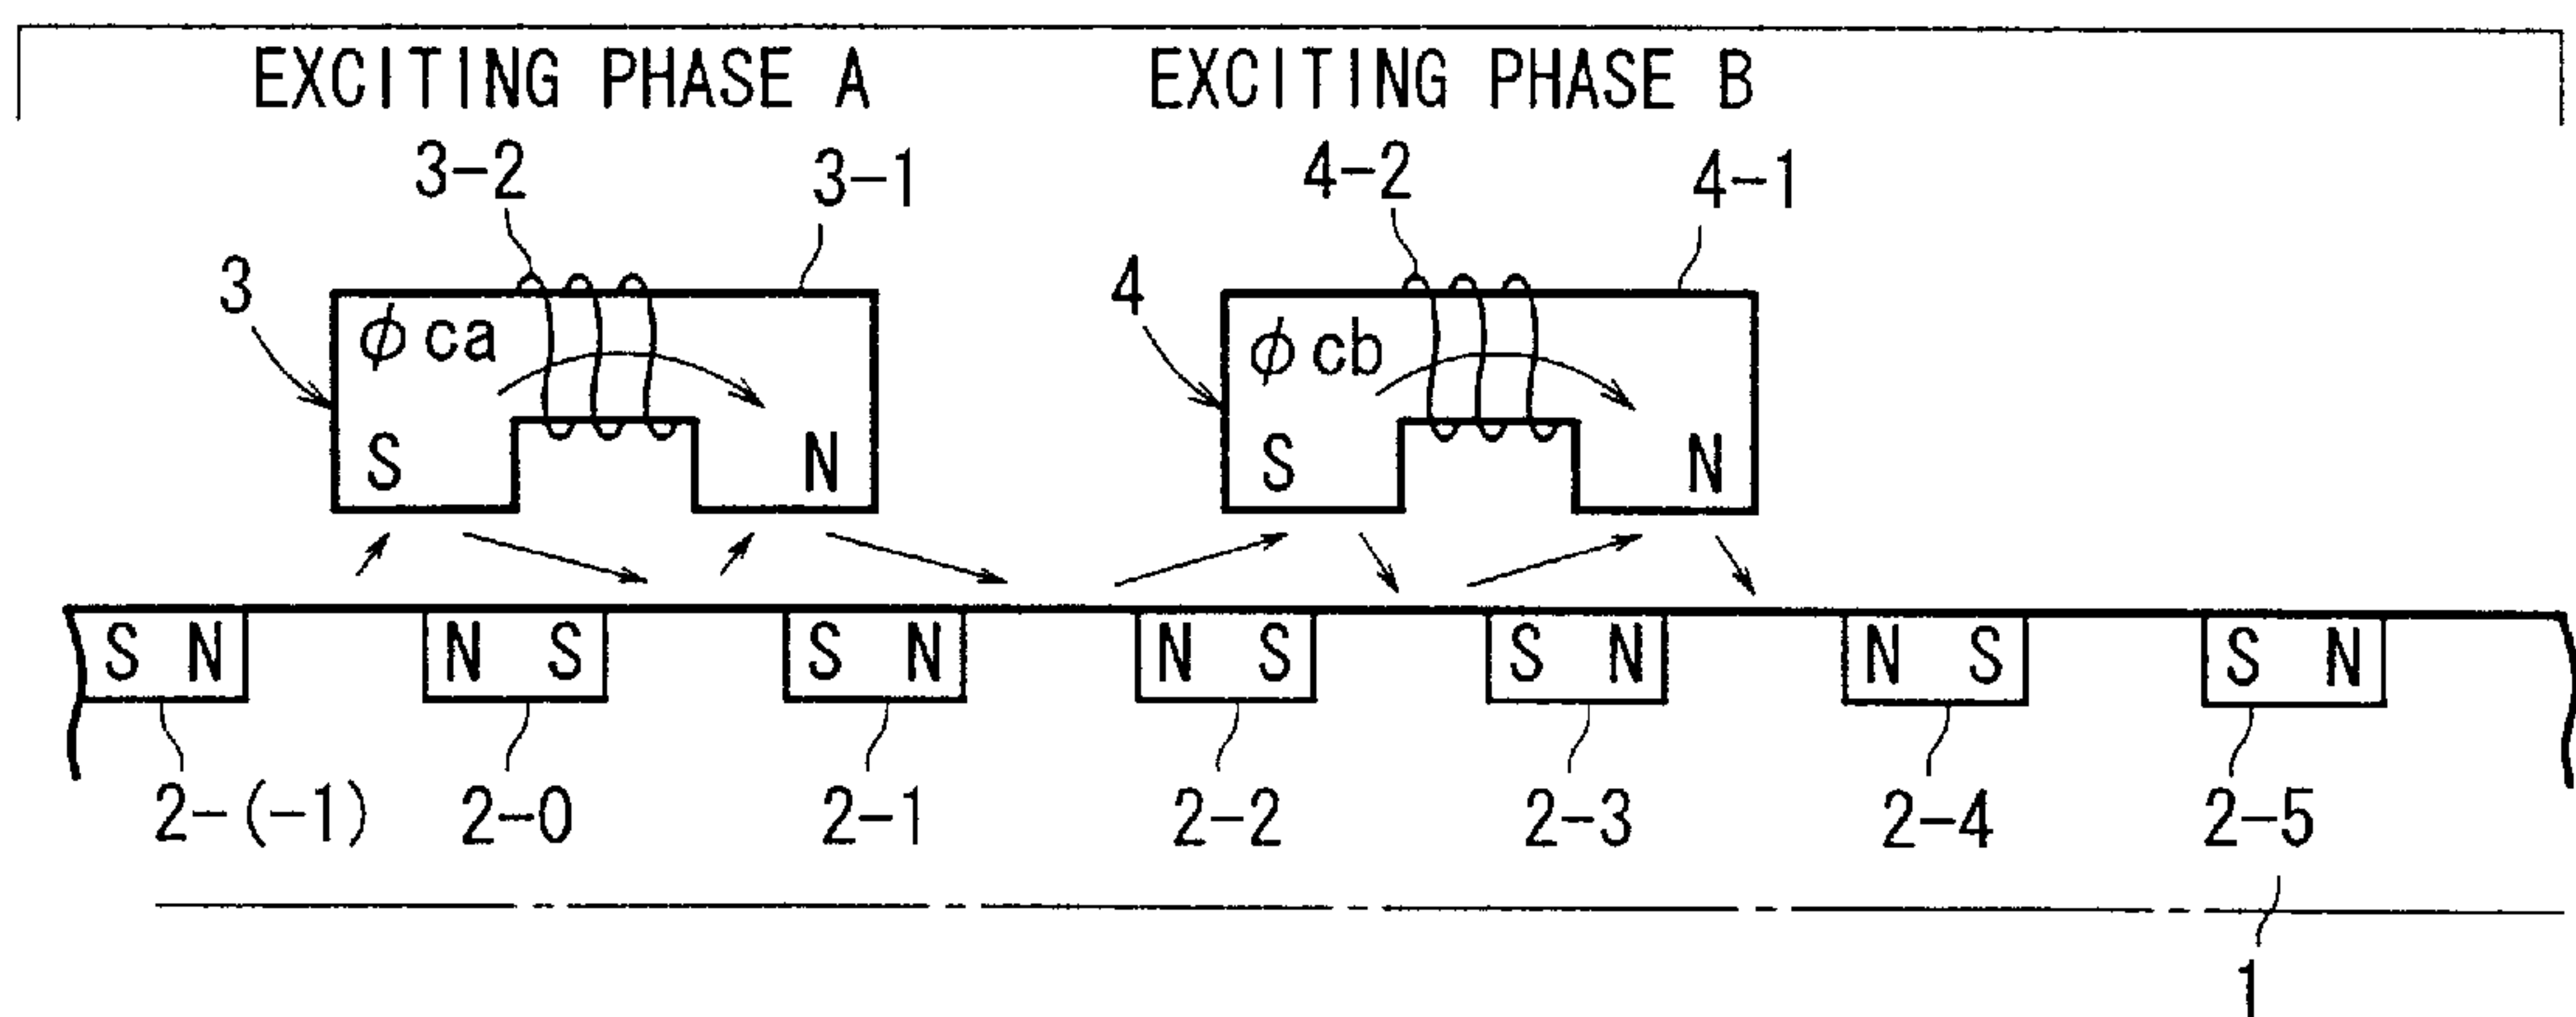 EXCITING PHASE A EXCITING PHASE B
3-2 3-1 4-2 4-1
3 4
φca φcb
S N S N
S N N S S N N S S N N S S N
2-(-1) 2-0 2-1 2-2 2-3 2-4 2-5
1